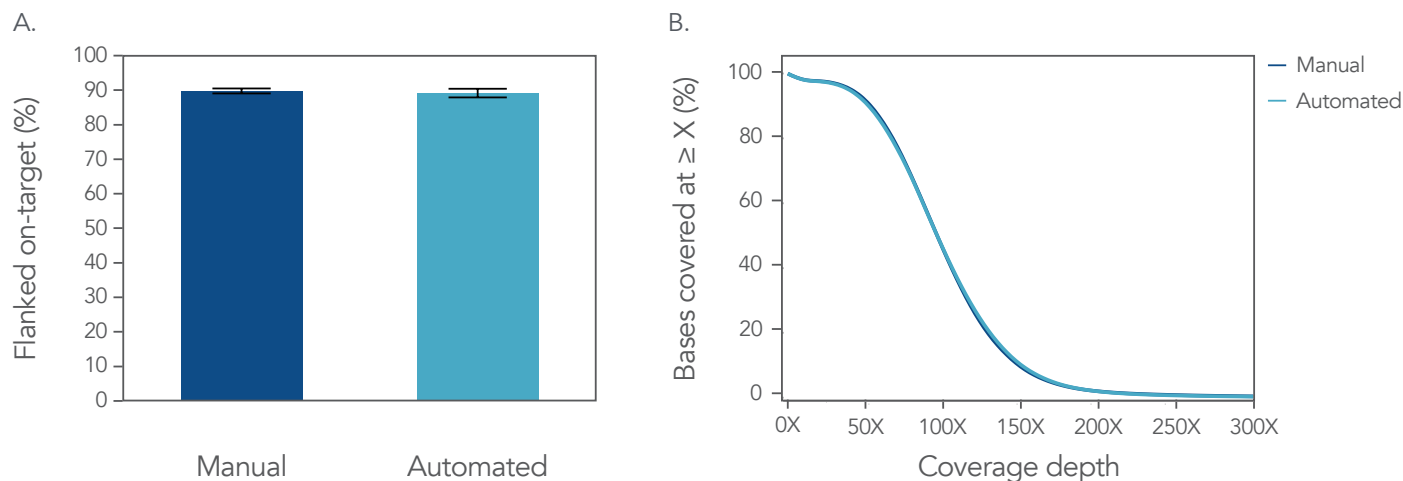 A.
Flanked on-target (%)
100
90
80
70
60
50
40
30
20
10
0
Manual
Automated
B.
Bases covered at ≥ X (%)
100
80
60
40
20
0
0X
50X
100X
150X
200X
250X
300X
Coverage depth
Manual
Automated